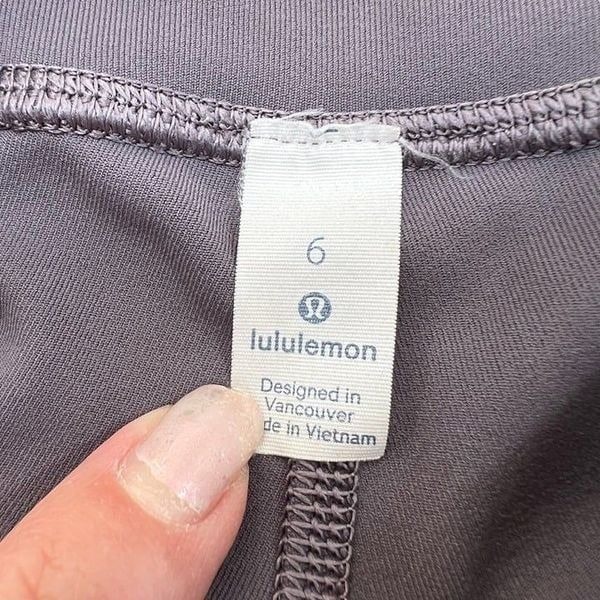 6
lululemon
Designed in
Vancouver
de in Vietnam